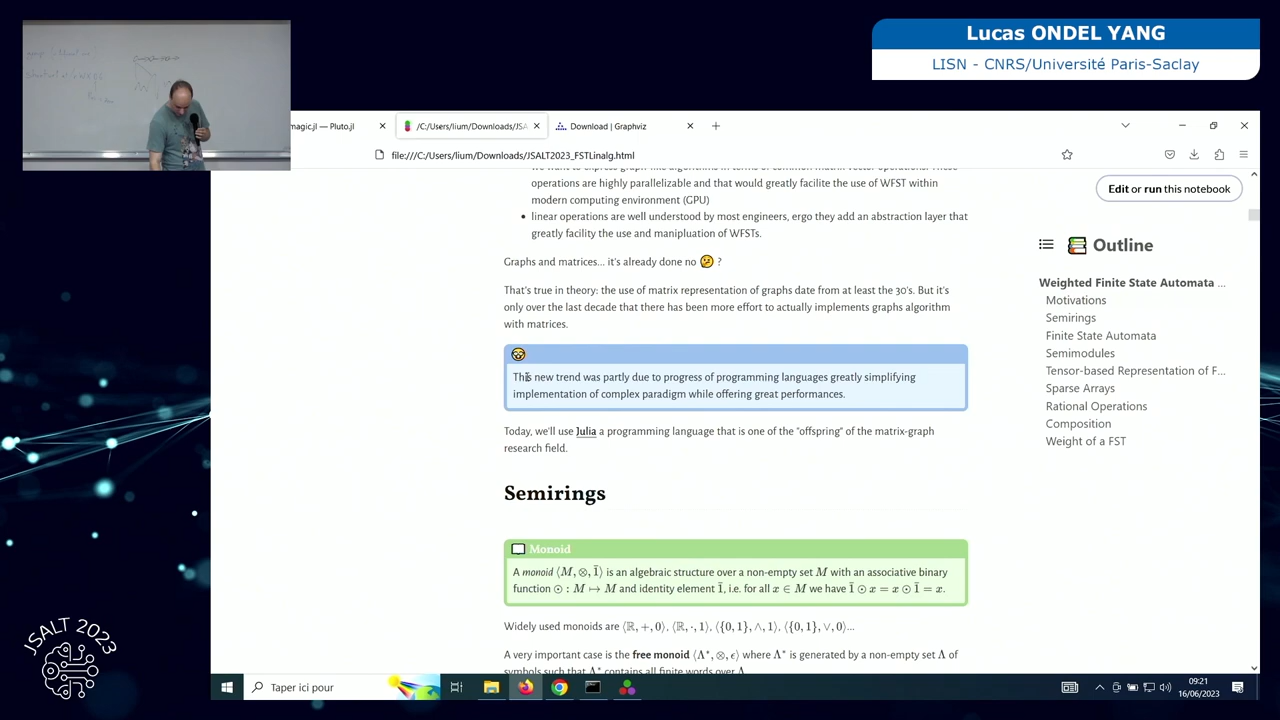 Lucas ONDEL YANG
LISN - CNRS/Université Paris-Saclay
magic.jl — Pluto.jl
/C:/Users/lium/Downloads/JSA
Download | Graphviz
file:///C:/Users/lium/Downloads/JSALT2023_FSTLinalg.html
operations are highly parallelizable and that would greatly facilite the use of WFST within
modern computing environment (GPU)
linear operations are well understood by most engineers, ergo they add an abstraction layer that
greatly facility the use and manipluation of WFSTs.
Graphs and matrices... it's already done no 🤔 ?
That's true in theory: the use of matrix representation of graphs date from at least the 30's. But it's
only over the last decade that there has been more effort to actually implements graphs algorithm
with matrices.
This new trend was partly due to progress of programming languages greatly simplifying
implementation of complex paradigm while offering great performances.
Today, we'll use Julia a programming language that is one of the "offspring" of the matrix-graph
research field.
Semirings
Monoid
A monoid ⟨M, ⊗, 1̄⟩ is an algebraic structure over a non-empty set M with an associative binary
function ⊙ : M ↦ M and identity element 1̄, i.e. for all x ∈ M we have 1̄ ⊙ x = x ⊙ 1̄ = x.
Widely used monoids are ⟨ℝ, +, 0⟩, ⟨ℝ, ·, 1⟩, ⟨{0, 1}, ∧, 1⟩, ⟨{0, 1}, ∨, 0⟩...
A very important case is the free monoid ⟨Λ*, ⊗, ϵ⟩ where Λ* is generated by a non-empty set Λ of
symbols such that Λ* contains all finite words over Λ
Edit or run this notebook
Outline
Weighted Finite State Automata ...
Motivations
Semirings
Finite State Automata
Semimodules
Tensor-based Representation of F...
Sparse Arrays
Rational Operations
Composition
Weight of a FST
JSALT 2023
Taper ici pour
09:21
16/06/2023